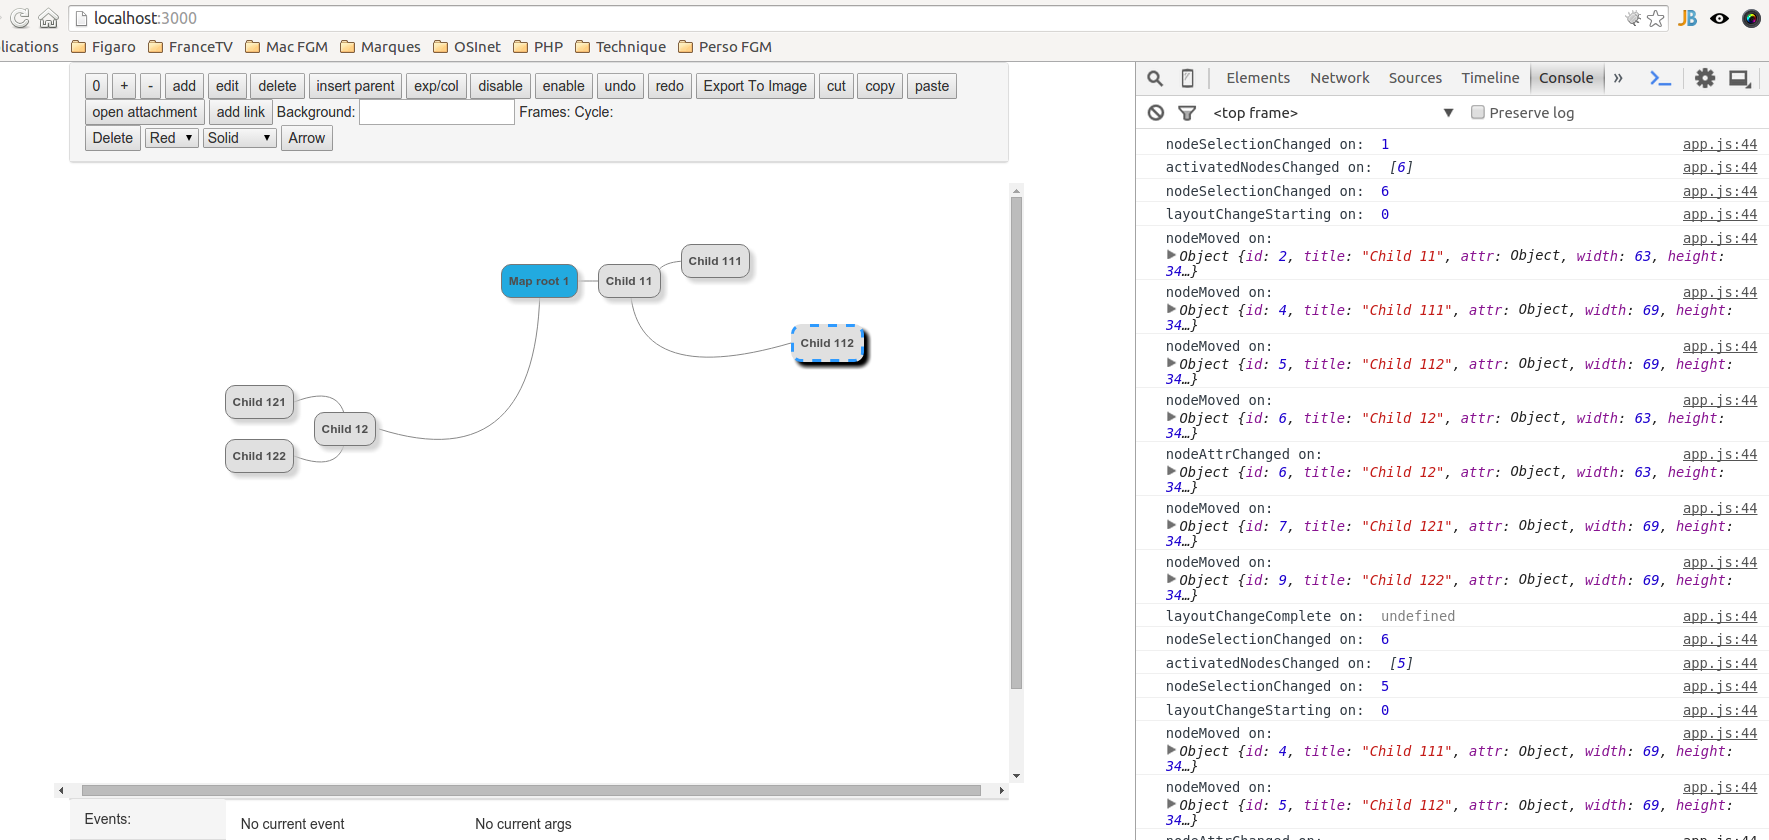 localhost:3000
lications Figaro FranceTV Mac FGM Marques OSInet PHP Technique Perso FGM
0 + - add edit delete insert parent exp/col disable enable undo redo Export To Image cut copy paste
open attachment add link Background: Frames: Cycle:
Delete Red Solid Arrow
Child 111
Map root 1 Child 11
Child 112
Child 121
Child 12
Child 122
Events: No current event No current args
Elements Network Sources Timeline Console »
<top frame> Preserve log
nodeSelectionChanged on: 1 app.js:44
activatedNodesChanged on: [6] app.js:44
nodeSelectionChanged on: 6 app.js:44
layoutChangeStarting on: 0 app.js:44
nodeMoved on: app.js:44
Object {id: 2, title: "Child 11", attr: Object, width: 63, height:
34…}
nodeMoved on: app.js:44
Object {id: 4, title: "Child 111", attr: Object, width: 69, height:
34…}
nodeMoved on: app.js:44
Object {id: 5, title: "Child 112", attr: Object, width: 69, height:
34…}
nodeMoved on: app.js:44
Object {id: 6, title: "Child 12", attr: Object, width: 63, height:
34…}
nodeAttrChanged on: app.js:44
Object {id: 6, title: "Child 12", attr: Object, width: 63, height:
34…}
nodeMoved on: app.js:44
Object {id: 7, title: "Child 121", attr: Object, width: 69, height:
34…}
nodeMoved on: app.js:44
Object {id: 9, title: "Child 122", attr: Object, width: 69, height:
34…}
layoutChangeComplete on: undefined app.js:44
nodeSelectionChanged on: 6 app.js:44
activatedNodesChanged on: [5] app.js:44
nodeSelectionChanged on: 5 app.js:44
layoutChangeStarting on: 0 app.js:44
nodeMoved on: app.js:44
Object {id: 4, title: "Child 111", attr: Object, width: 69, height:
34…}
nodeMoved on: app.js:44
Object {id: 5, title: "Child 112", attr: Object, width: 69, height:
34…}
nodeAttrChanged on: app.js:44